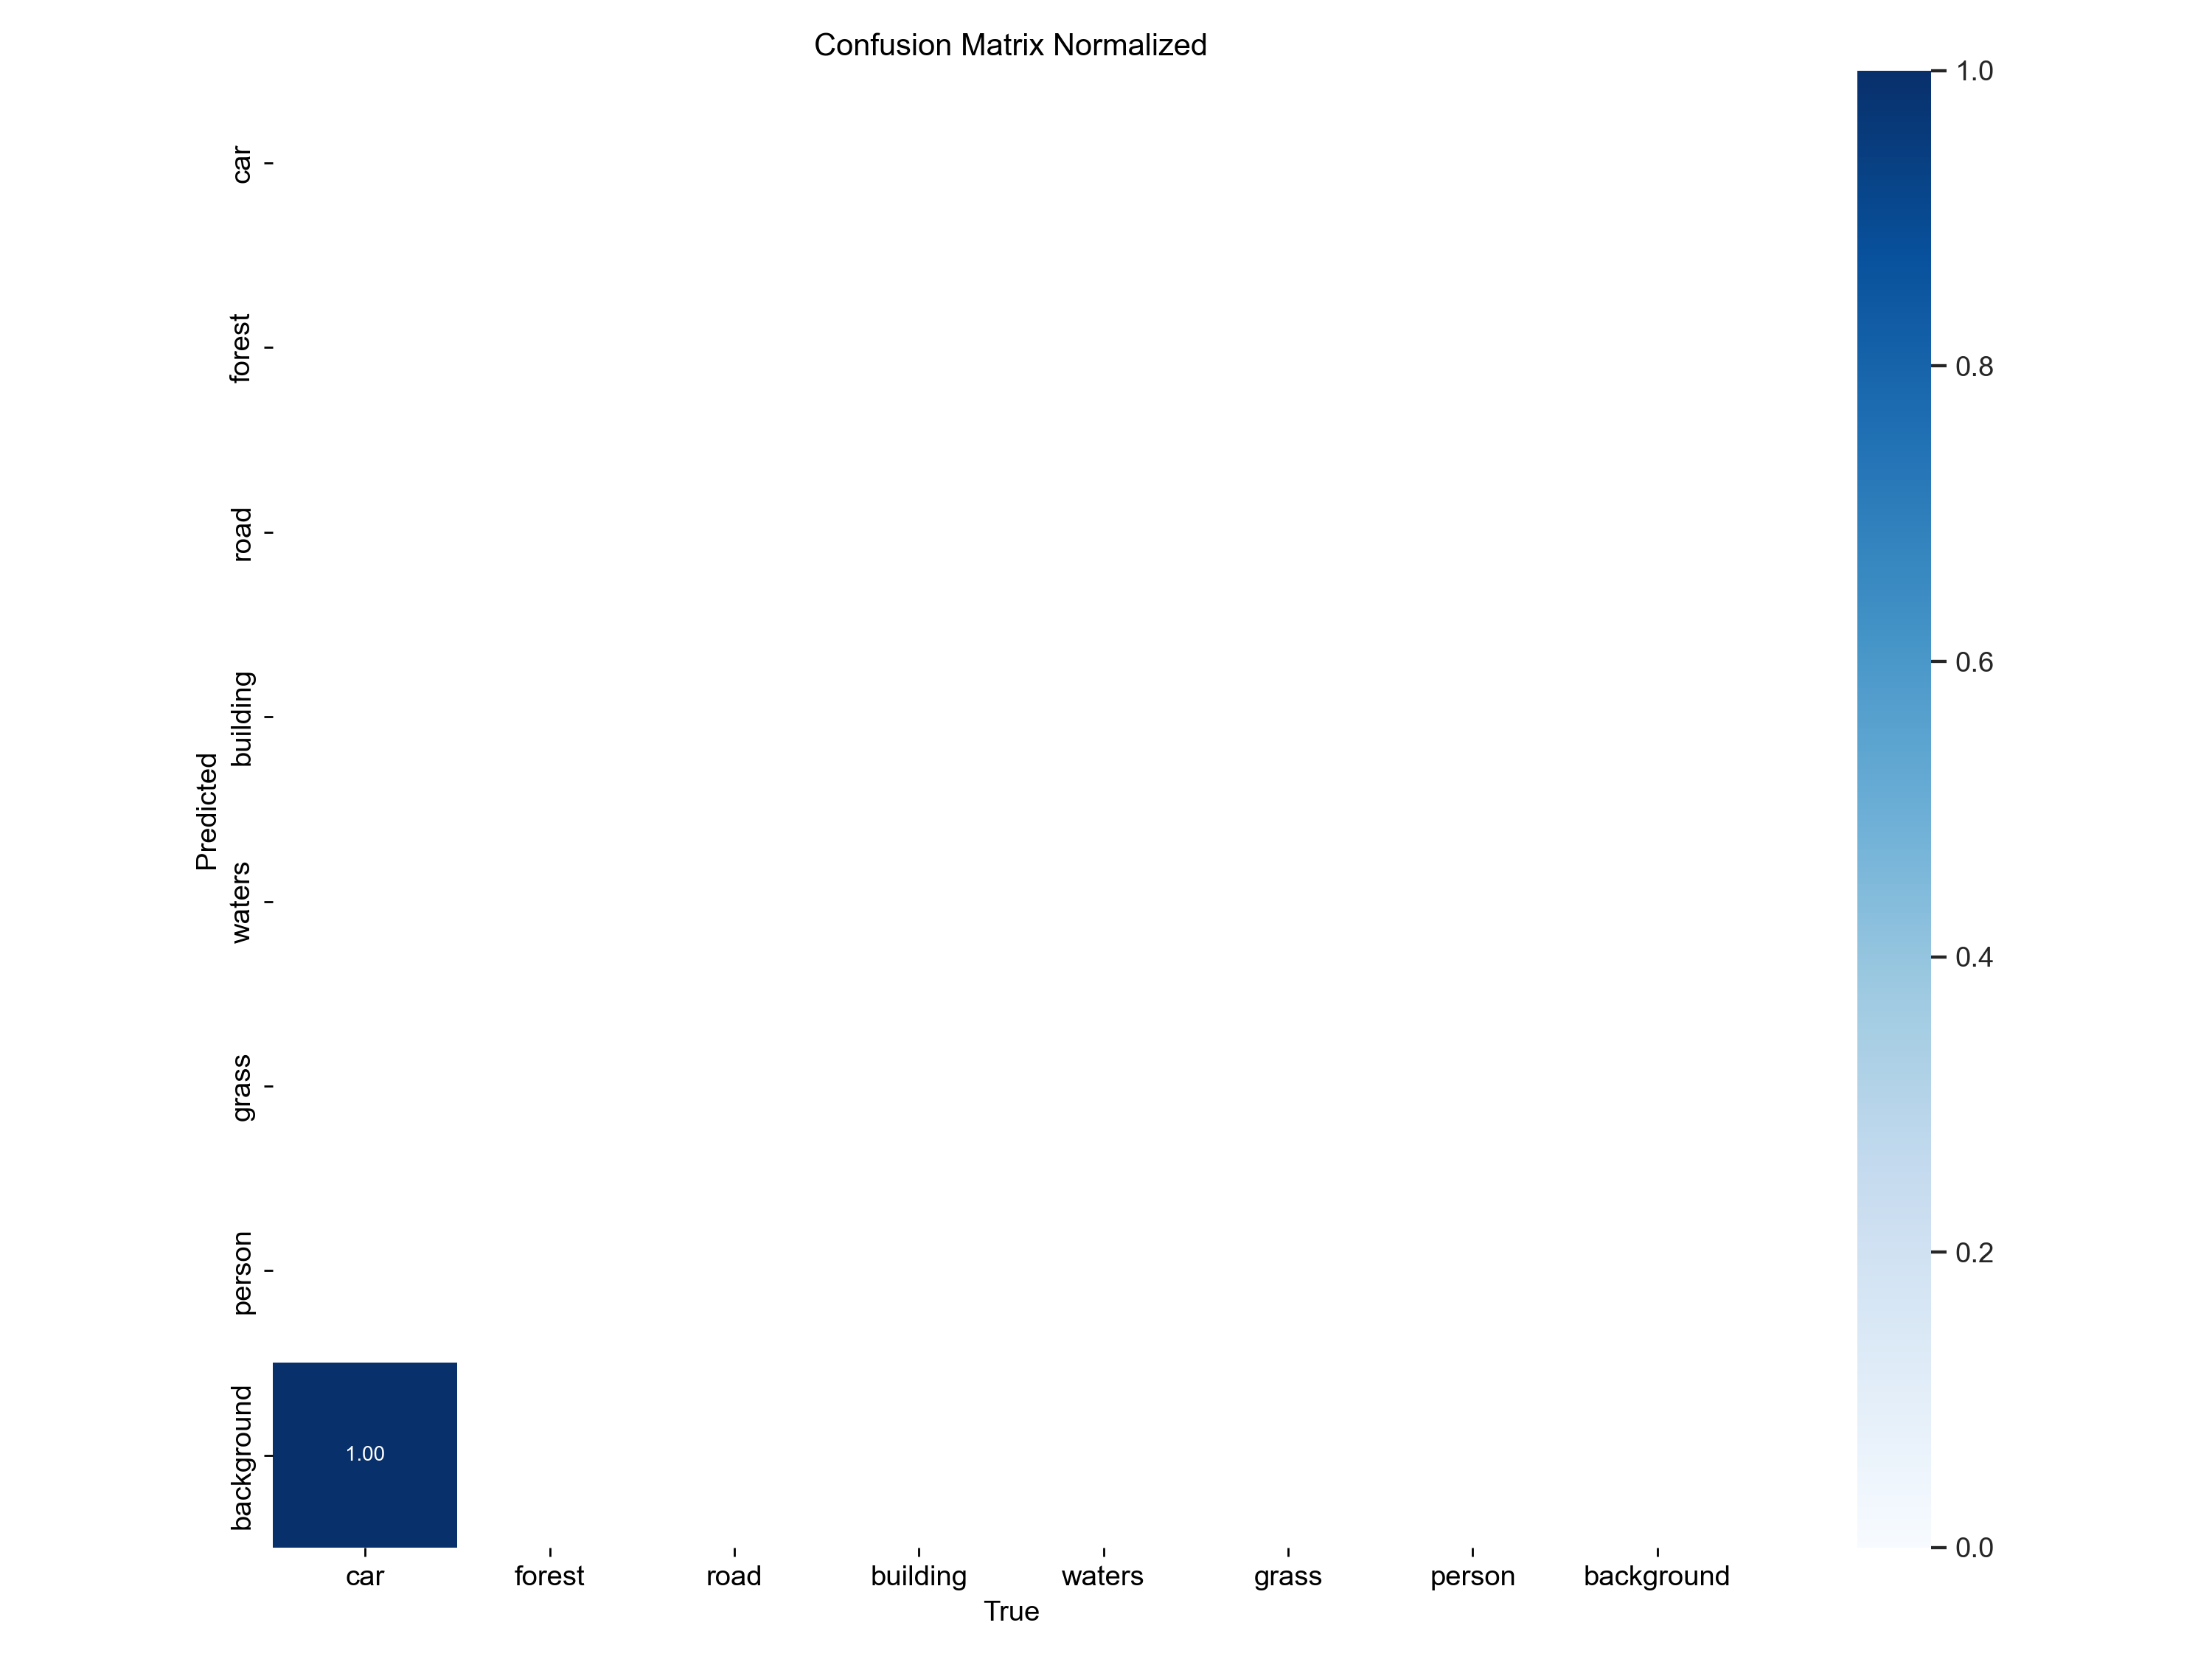 Confusion Matrix Normalized
Predicted
car
forest
road
building
waters
grass
person
background
1.00
car forest road building waters grass person background
True
1.0
0.8
0.6
0.4
0.2
0.0